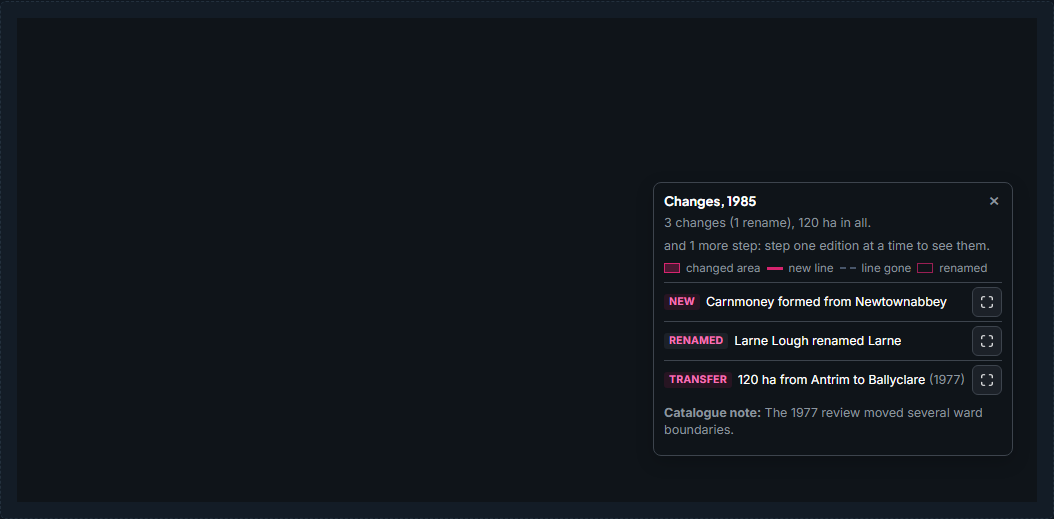 Changes, 1985
3 changes (1 rename), 120 ha in all.
and 1 more step: step one edition at a time to see them.
changed area new line line gone renamed
NEW Carnmoney formed from Newtownabbey
RENAMED Larne Lough renamed Larne
TRANSFER 120 ha from Antrim to Ballyclare (1977)
Catalogue note: The 1977 review moved several ward
boundaries.